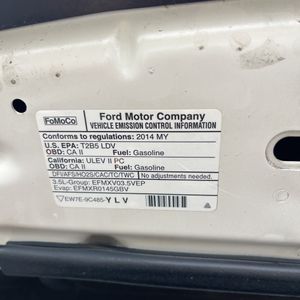 FoMoCo
Ford Motor Company
VEHICLE EMISSION CONTROL INFORMATION
Conforms to regulations: 2014 MY
U.S. EPA: T2B5 LDV
OBD: CA II Fuel: Gasoline
California: ULEV II PC
OBD: CA II Fuel: Gasoline
DFI/AFS/HO2S/CAC/TC/TWC No adjustments needed.
3.5L-Group: EFMXV03.5VEP
Evap: EFMXR0145GBV
EW7E-9C485- Y L V